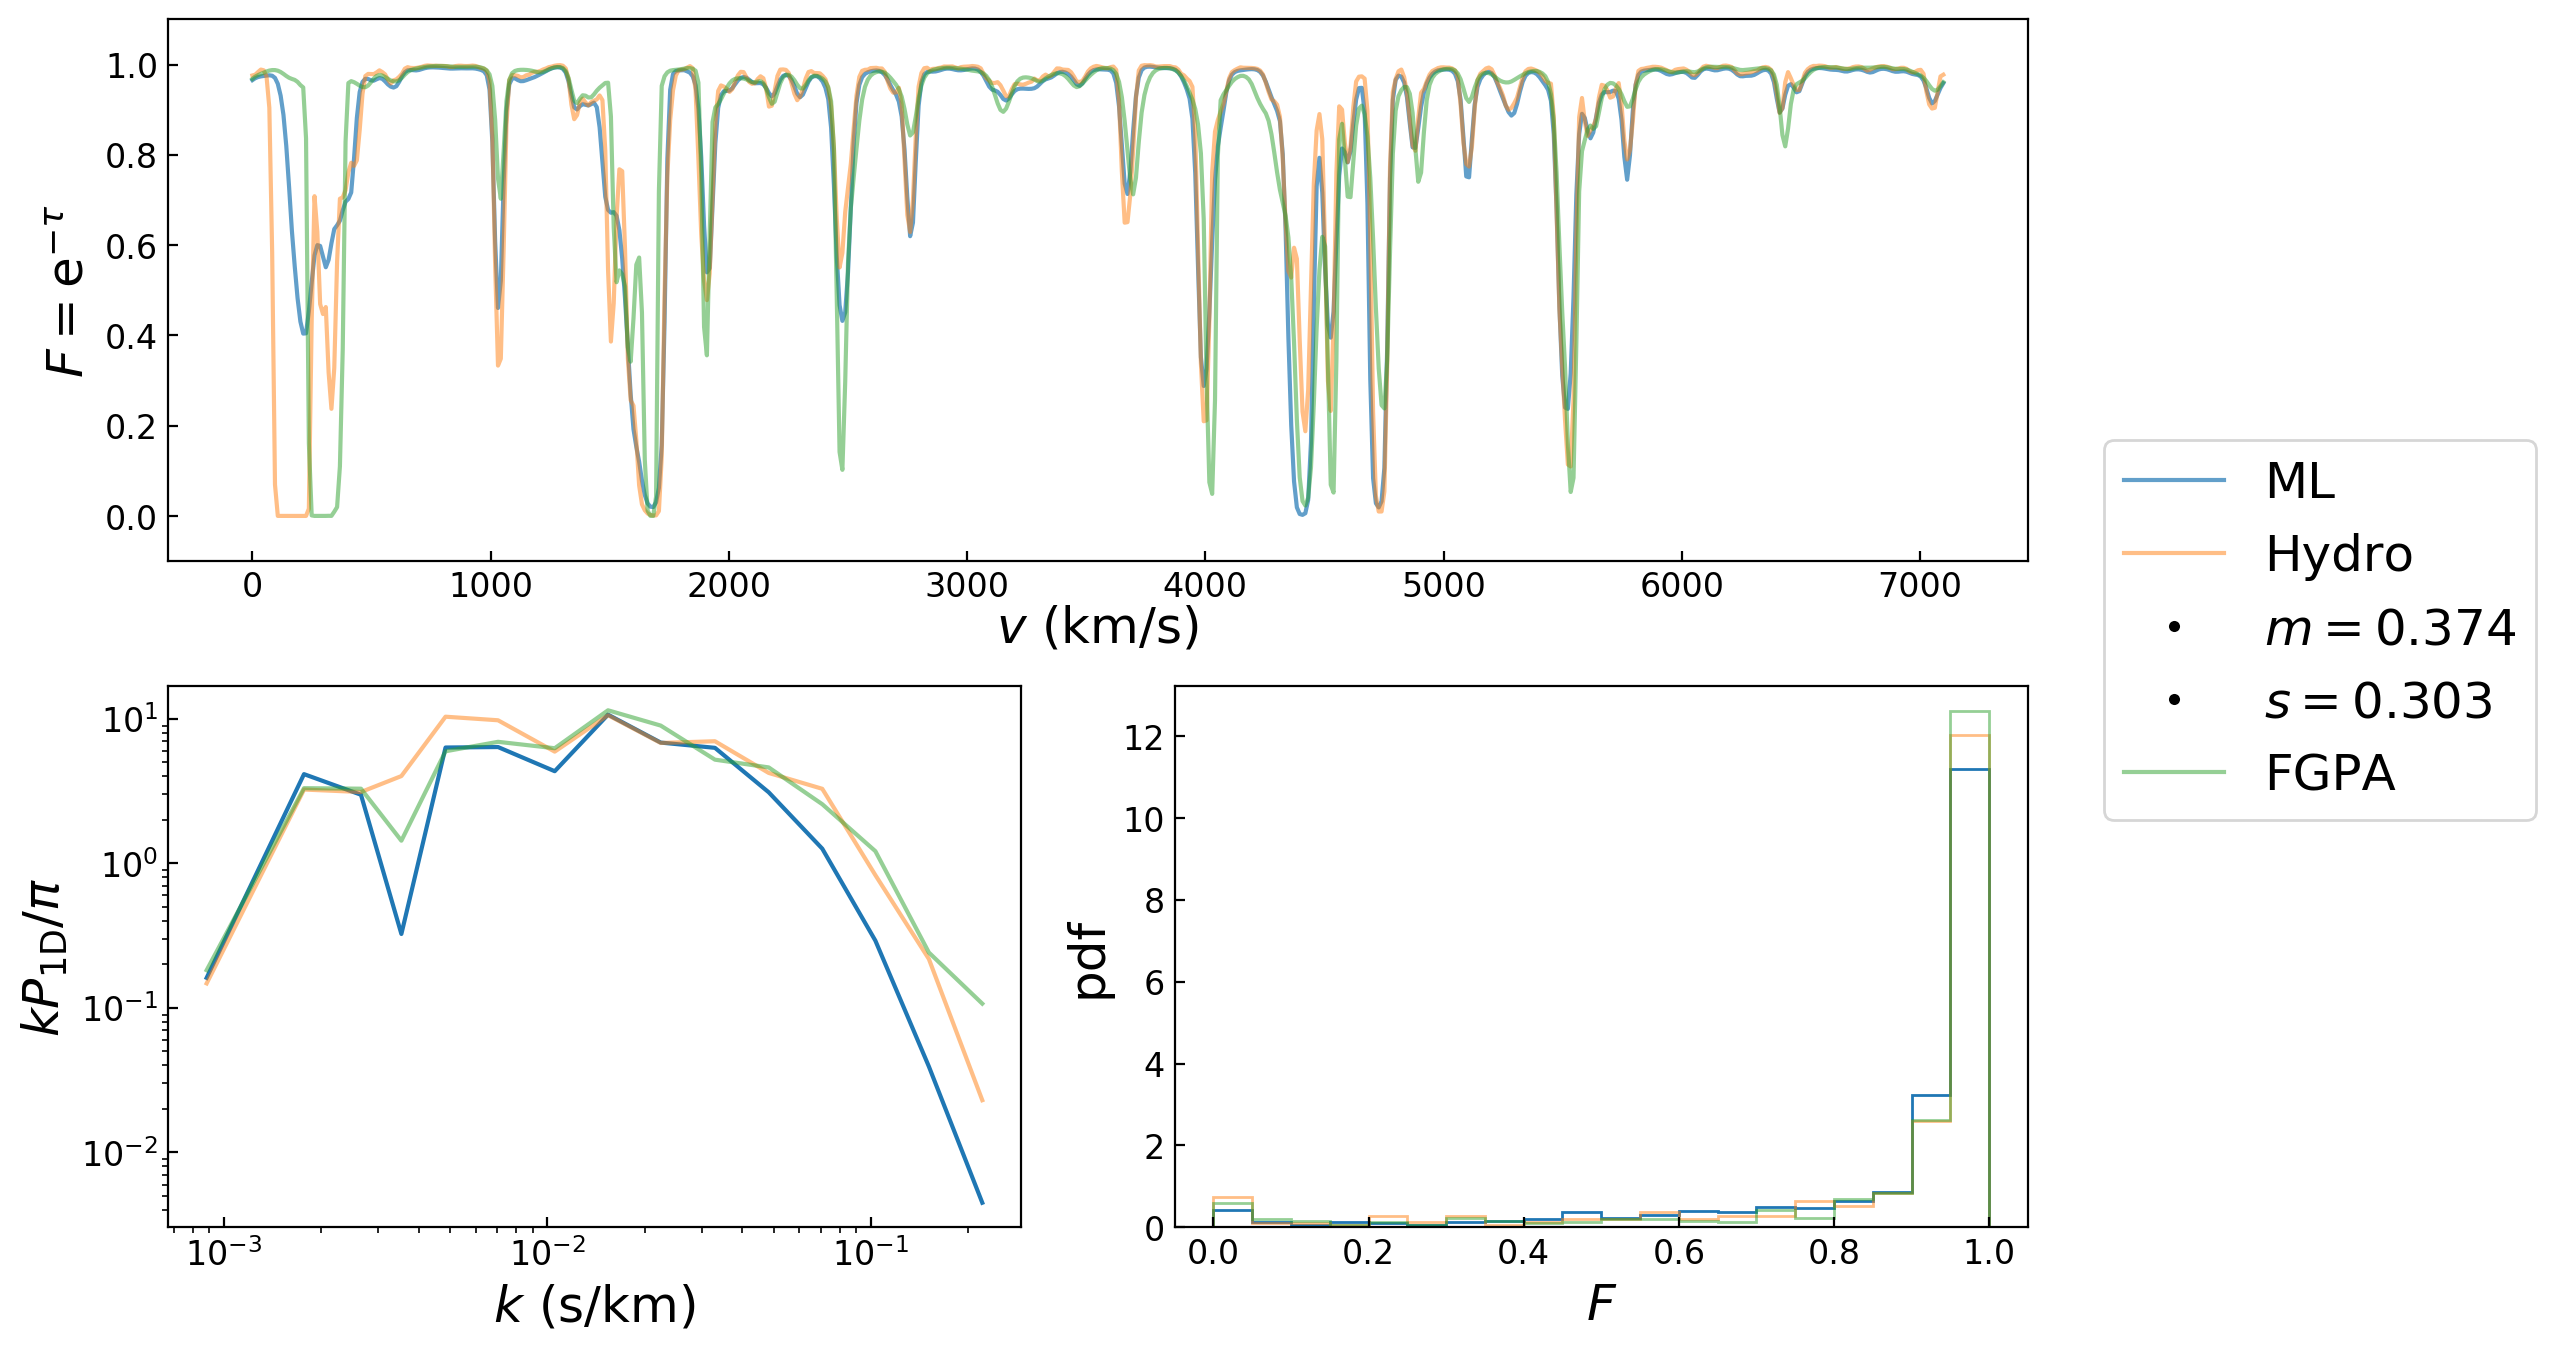 F = e^{−τ}
1.0
0.8
0.6
0.4
0.2
0.0
0 1000 2000 3000 4000 5000 6000 7000
v (km/s)
ML
Hydro
m = 0.374
s = 0.303
FGPA
kP_{1D}/π
10^1
10^0
10^{−1}
10^{−2}
10^{−3} 10^{−2} 10^{−1}
k (s/km)
pdf
12
10
8
6
4
2
0
0.0 0.2 0.4 0.6 0.8 1.0
F